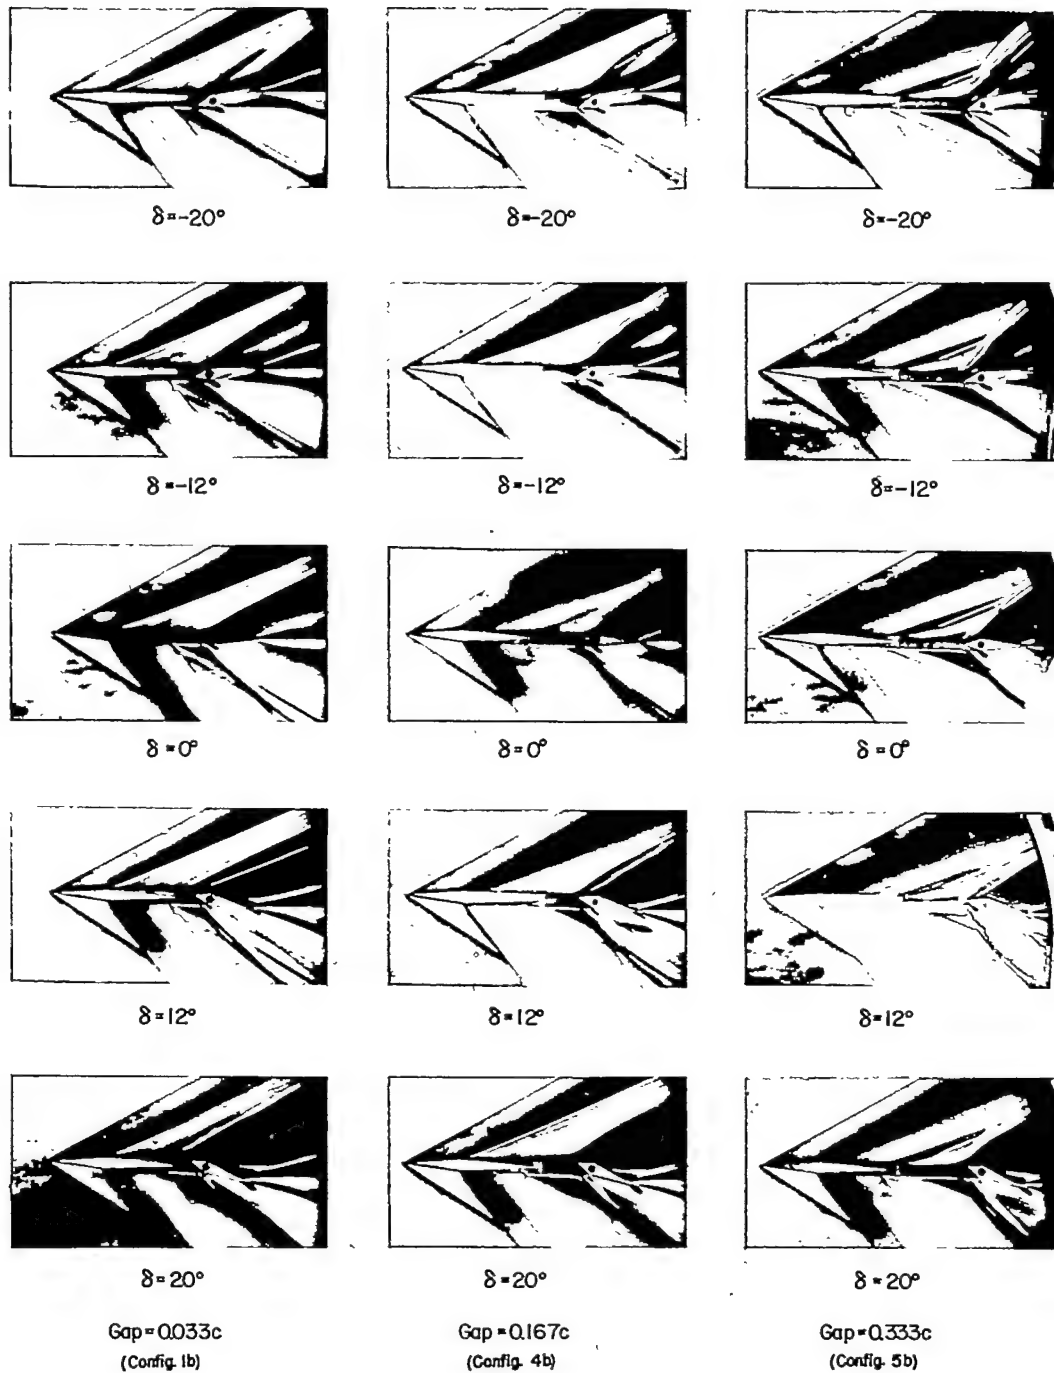 δ=-20° δ=-20° δ=-20°
δ=-12° δ=-12° δ=-12°
δ=0° δ=0° δ=0°
δ=12° δ=12° δ=12°
δ=20° δ=20° δ=20°
Gap=0.033c Gap=0.167c Gap=0.333c
(Config. 1b) (Config. 4b) (Config. 5b)